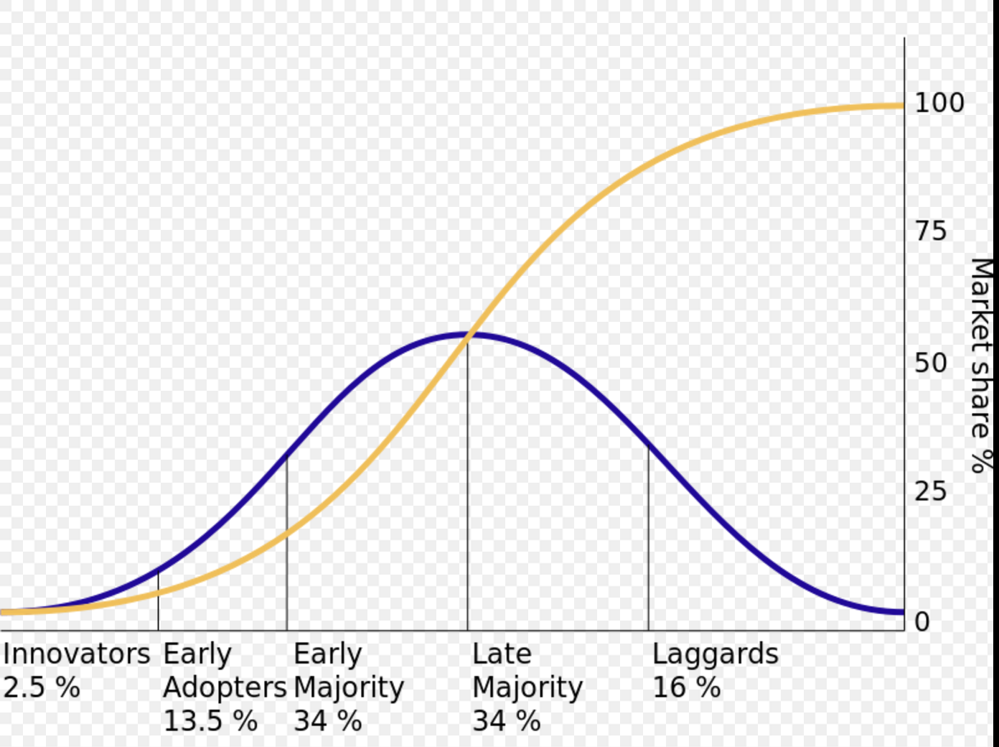 100
75
50
25
0
Market share %
Innovators
2.5 %
Early
Adopters
13.5 %
Early
Majority
34 %
Late
Majority
34 %
Laggards
16 %